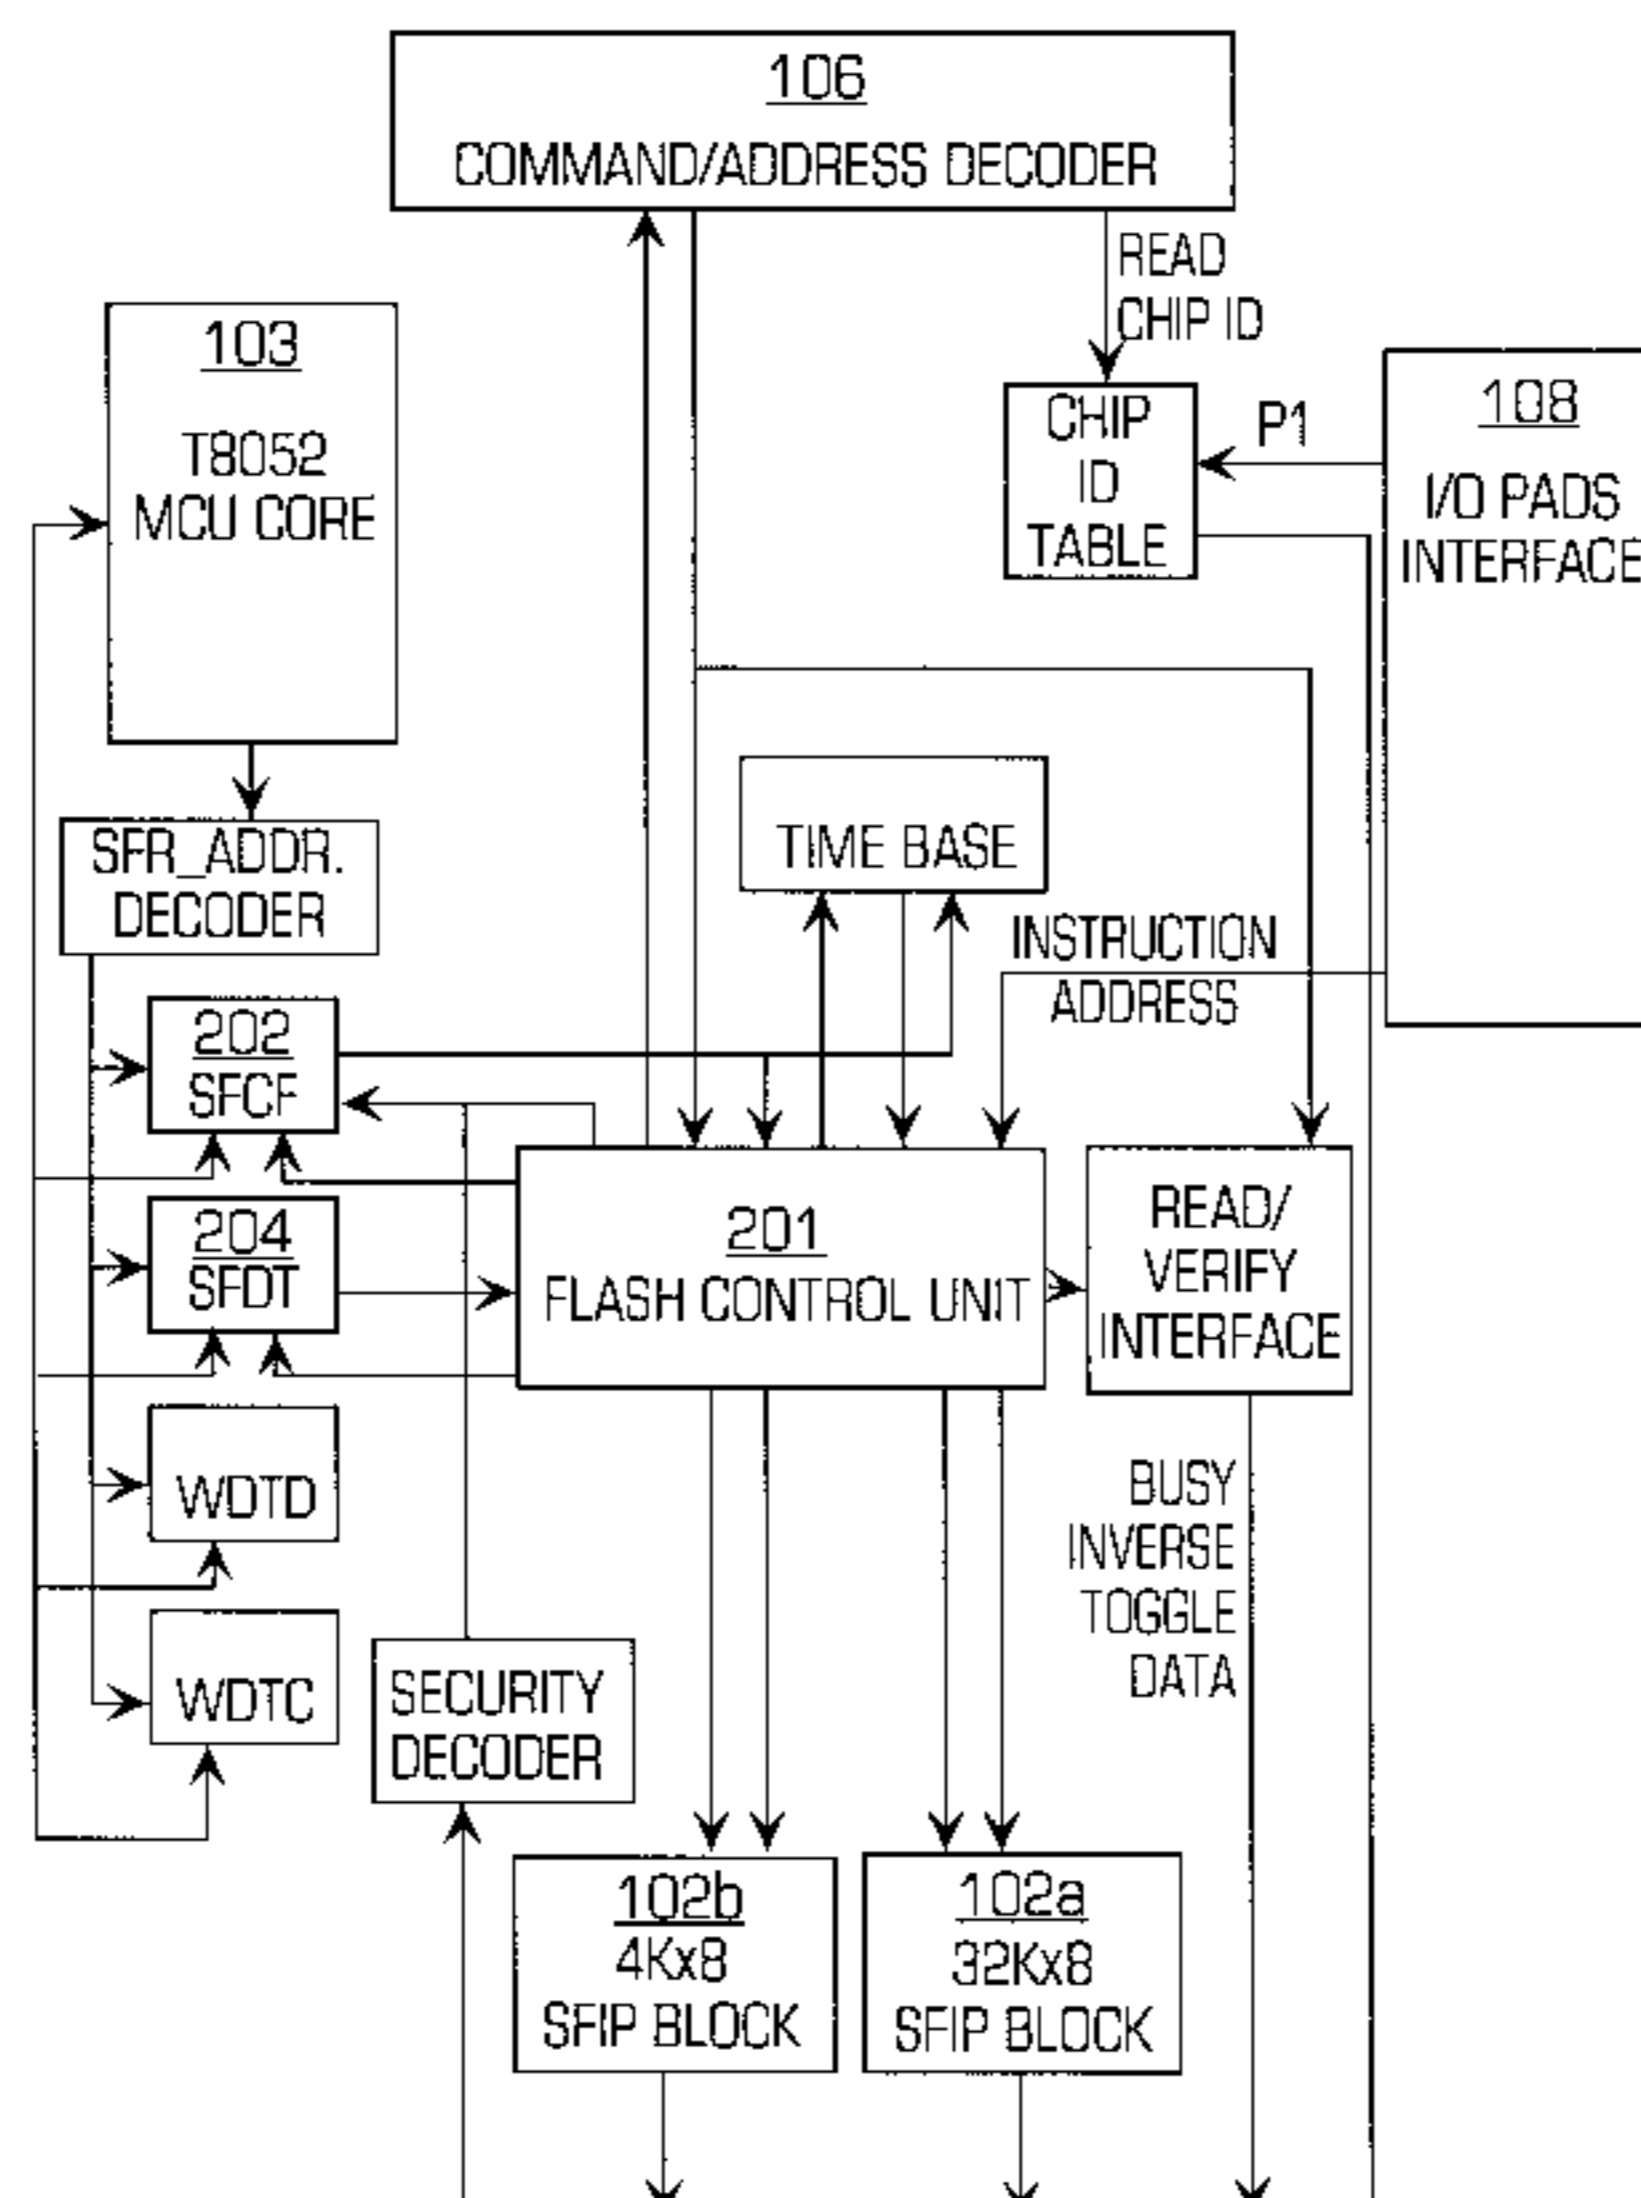 106
COMMAND/ADDRESS DECODER
READ
CHIP ID
103
T8052
MCU CORE
CHIP
ID
TABLE
P1
108
I/O PADS
INTERFACE
SFR_ADDR.
DECODER
TIME BASE
INSTRUCTION
ADDRESS
202
SFCF
204
SFDT
201
FLASH CONTROL UNIT
READ/
VERIFY
INTERFACE
WDTD
WDTC
SECURITY
DECODER
BUSY
INVERSE
TOGGLE
DATA
102b
4Kx8
SFIP BLOCK
102a
32Kx8
SFIP BLOCK